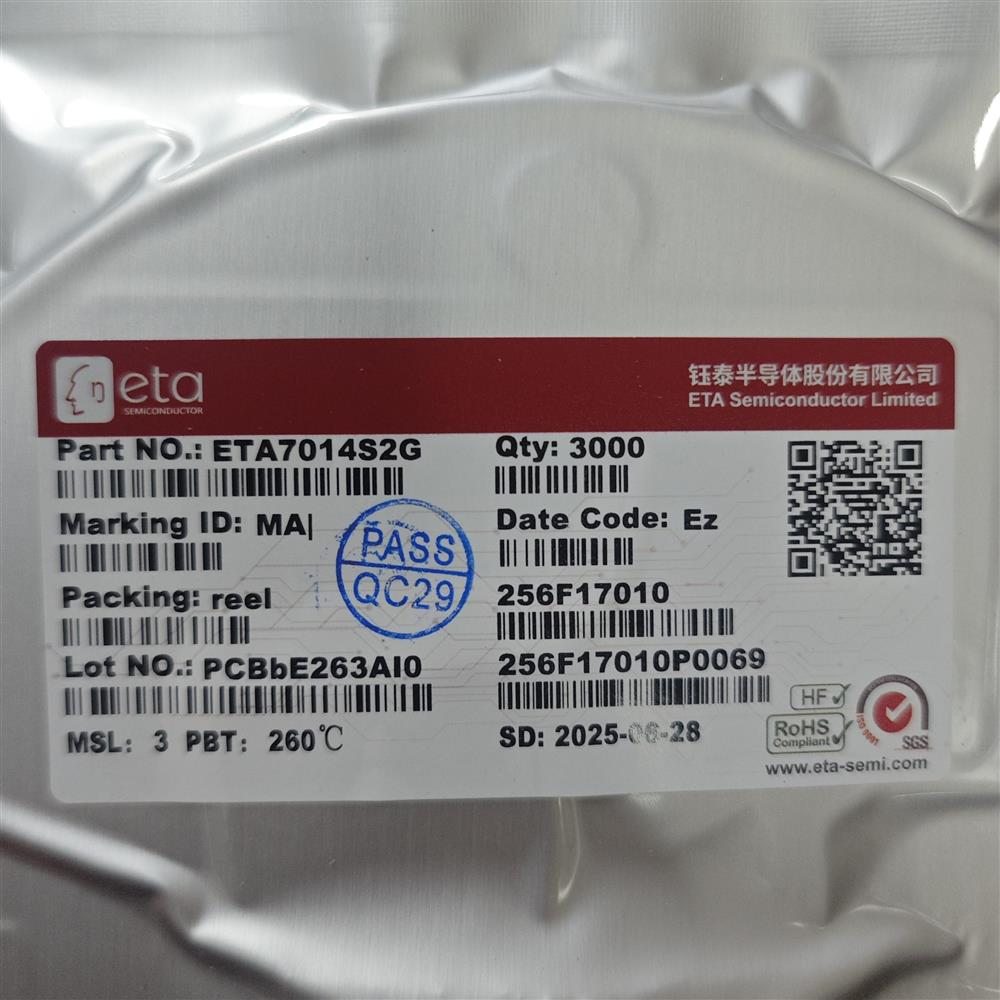 eta
SEMICONDUCTOR
钰泰半导体股份有限公司
ETA Semiconductor Limited
Part NO.: ETA7014S2G
Qty: 3000
Marking ID: MA|
Date Code: Ez
PASS
QC29
Packing: reel
256F17010
Lot NO.: PCBbE263AI0
256F17010P0069
MSL: 3 PBT: 260℃
SD: 2025-06-28
HF
RoHS
Compliant
ISO 9001
SGS
www.eta-semi.com